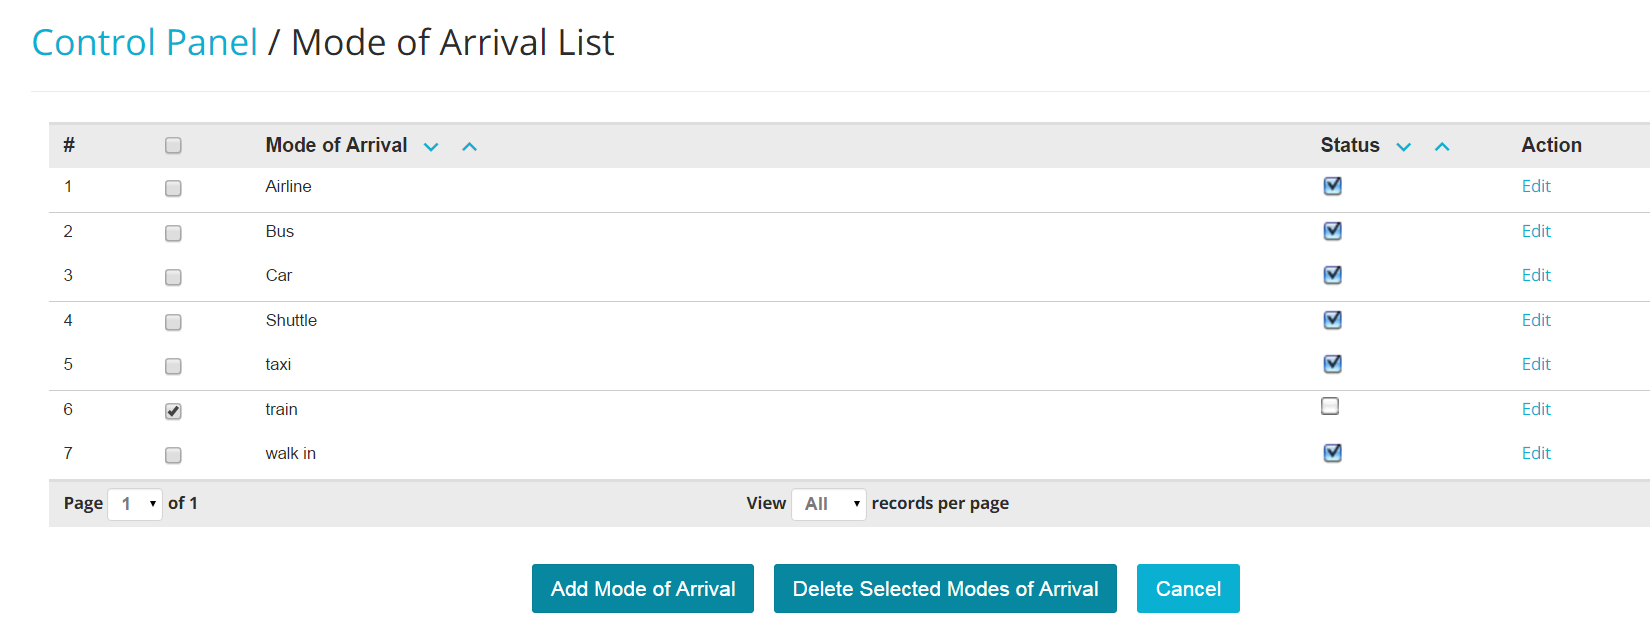 Control Panel / Mode of Arrival List
# Mode of Arrival Status Action
1 Airline Edit
2 Bus Edit
3 Car Edit
4 Shuttle Edit
5 taxi Edit
6 train Edit
7 walk in Edit
Page 1 of 1 View All records per page
Add Mode of Arrival Delete Selected Modes of Arrival Cancel